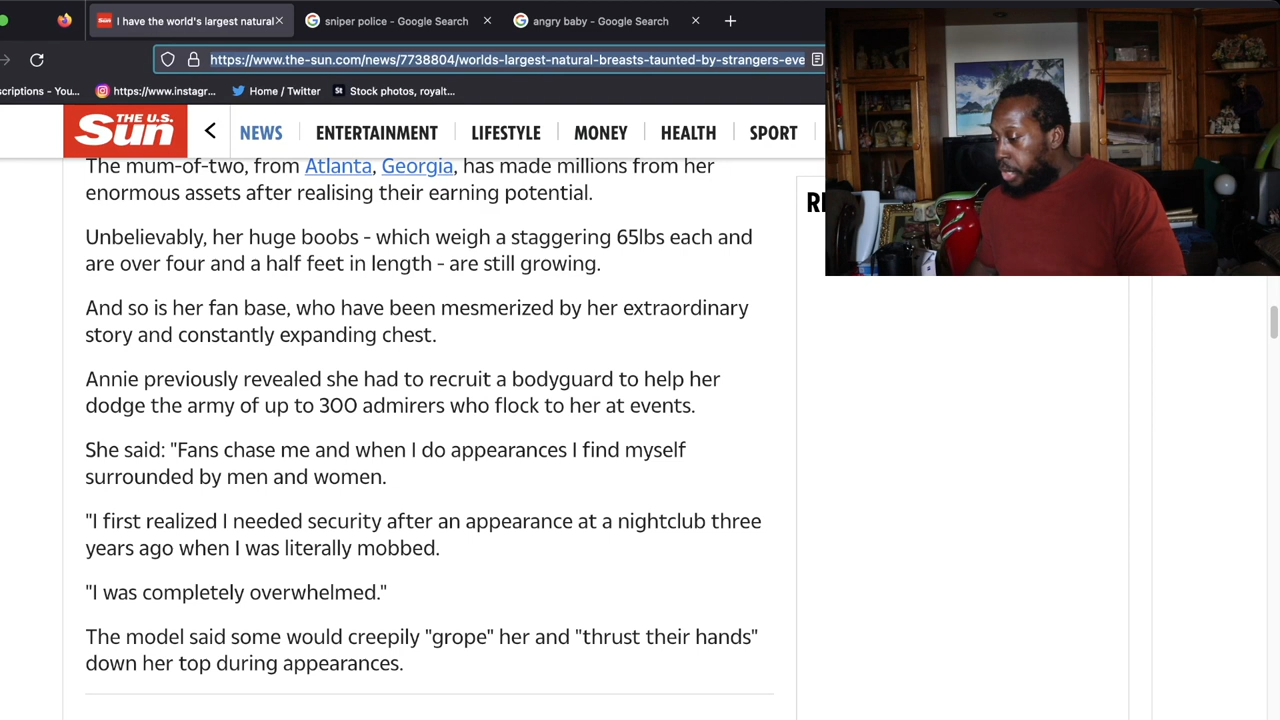 I have the world's largest natural
sniper police - Google Search
angry baby - Google Search
https://www.the-sun.com/news/7738804/worlds-largest-natural-breasts-taunted-by-strangers-eve
scriptions - You...
https://www.instagr...
Home / Twitter
St
Stock photos, royalt...
THE U.S.
Sun
NEWS
ENTERTAINMENT
LIFESTYLE
MONEY
HEALTH
SPORT
The mum-of-two, from Atlanta, Georgia, has made millions from her
enormous assets after realising their earning potential.
Unbelievably, her huge boobs - which weigh a staggering 65lbs each and
are over four and a half feet in length - are still growing.
And so is her fan base, who have been mesmerized by her extraordinary
story and constantly expanding chest.
Annie previously revealed she had to recruit a bodyguard to help her
dodge the army of up to 300 admirers who flock to her at events.
She said: "Fans chase me and when I do appearances I find myself
surrounded by men and women.
"I first realized I needed security after an appearance at a nightclub three
years ago when I was literally mobbed.
"I was completely overwhelmed."
The model said some would creepily "grope" her and "thrust their hands"
down her top during appearances.